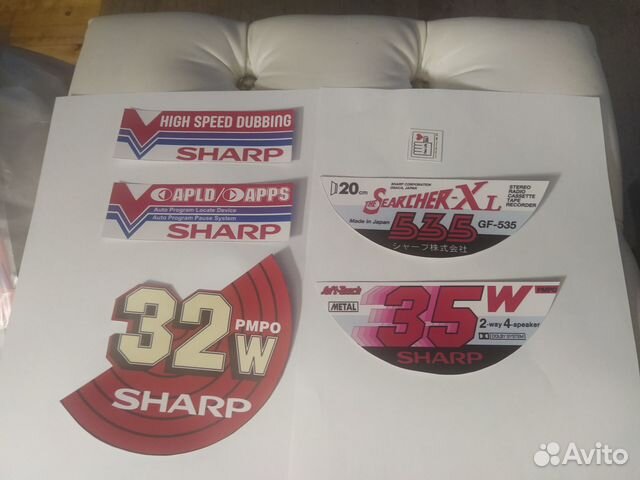 HIGH SPEED DUBBING
SHARP
APLD/APPS
Auto Program Locate Device
Auto Program Pause System
SHARP
32W
PMPO
SHARP
20cm
SHARP CORPORATION
OSAKA, JAPAN
THE SEARCHER-XL
STEREO
RADIO
CASSETTE
TAPE
RECORDER
Made in Japan
535
GF-535
シャープ株式会社
Soft-Touch
METAL
35W
PMPO
2-way 4-speaker
DOLBY SYSTEM
SHARP
Avito